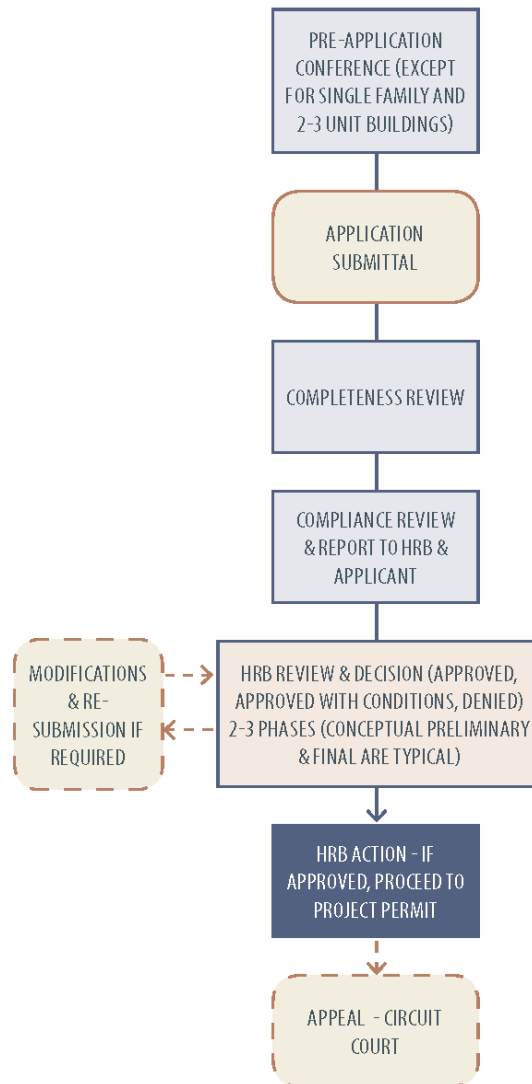 PRE-APPLICATION
CONFERENCE (EXCEPT
FOR SINGLE FAMILY AND
2-3 UNIT BUILDINGS)
APPLICATION
SUBMITTAL
COMPLETENESS REVIEW
COMPLIANCE REVIEW
& REPORT TO HRB &
APPLICANT
MODIFICATIONS
& RE-
SUBMISSION IF
REQUIRED
HRB REVIEW & DECISION (APPROVED,
APPROVED WITH CONDITIONS, DENIED)
2-3 PHASES (CONCEPTUAL PRELIMINARY
& FINAL ARE TYPICAL)
HRB ACTION - IF
APPROVED, PROCEED TO
PROJECT PERMIT
APPEAL - CIRCUIT
COURT